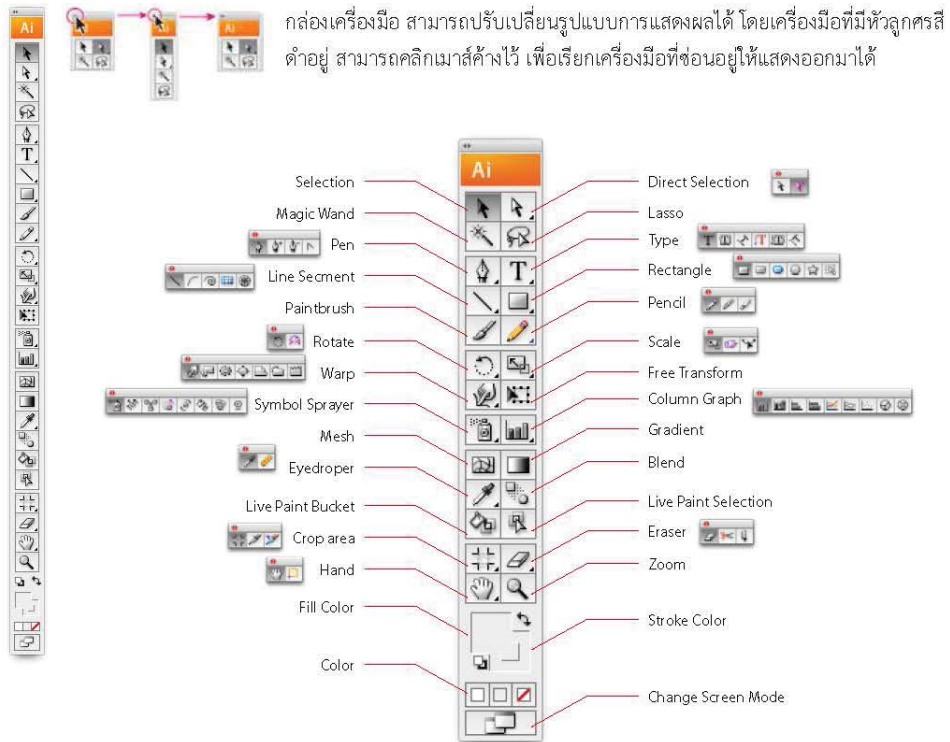 Ai
กล่องเครื่องมือ สามารถปรับเปลี่ยนรูปแบบการแสดงผลได้ โดยเครื่องมือที่มีหัวลูกศรสี
ดำอยู่ สามารถคลิกเมาส์ค้างไว้ เพื่อเรียกเครื่องมือที่ซ่อนอยู่ให้แสดงออกมาได้
Ai
Selection
Direct Selection
Magic Wand
Lasso
Pen
Type
Line Secment
Rectangle
Paintbrush
Pencil
Rotate
Scale
Warp
Free Transform
Symbol Sprayer
Column Graph
Mesh
Gradient
Eyedroper
Blend
Live Paint Bucket
Live Paint Selection
Crop area
Eraser
Hand
Zoom
Fill Color
Stroke Color
Color
Change Screen Mode